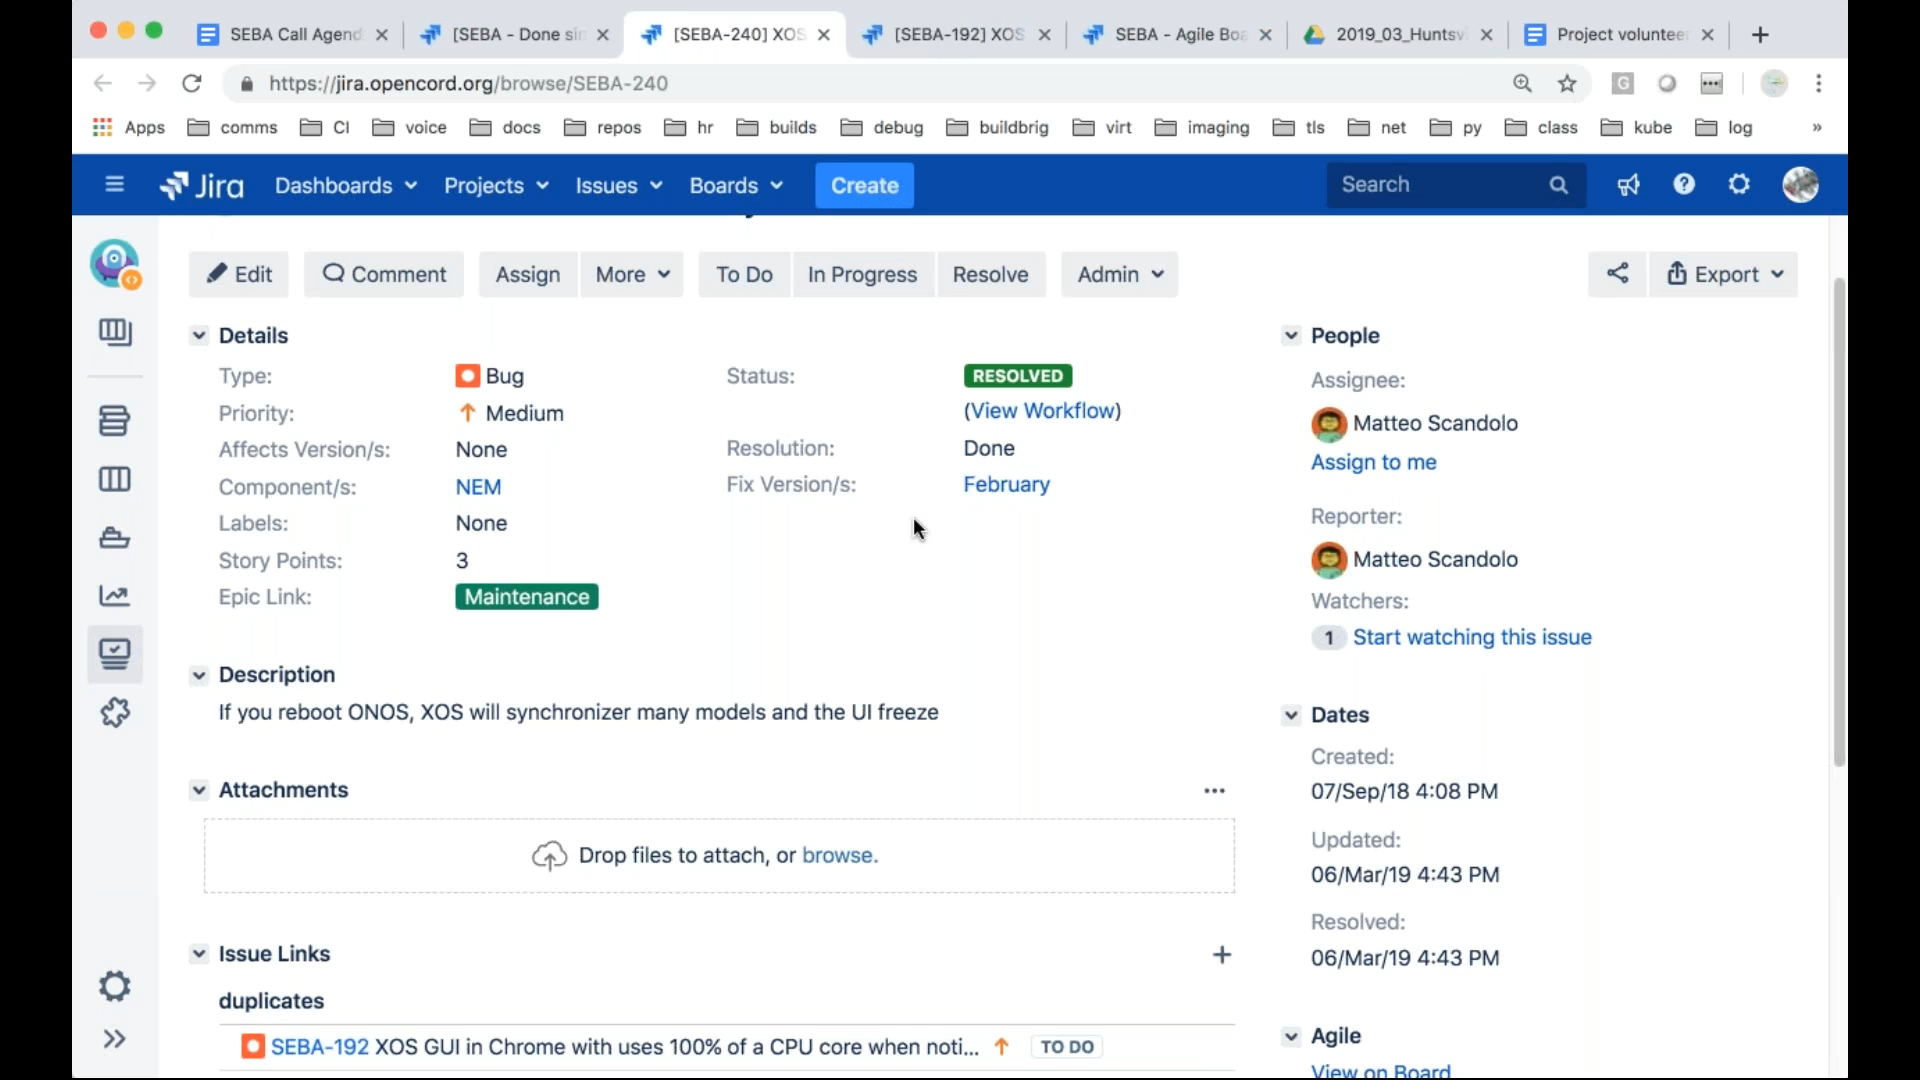 SEBA Call Agend
[SEBA - Done sin
[SEBA-240] XOS
[SEBA-192] XOS
SEBA - Agile Boa
2019_03_Huntsvi
Project voluntee
https://jira.opencord.org/browse/SEBA-240
Apps comms CI voice docs repos hr builds debug buildbrig virt imaging tls net py class kube log »
Jira Dashboards Projects Issues Boards Create Search
Edit Comment Assign More To Do In Progress Resolve Admin Export
Details
Type: Bug
Priority: Medium
Affects Version/s: None
Component/s: NEM
Labels: None
Story Points: 3
Epic Link: Maintenance
Status: RESOLVED
(View Workflow)
Resolution: Done
Fix Version/s: February
Description
If you reboot ONOS, XOS will synchronizer many models and the UI freeze
Attachments
Drop files to attach, or browse.
Issue Links
duplicates
SEBA-192 XOS GUI in Chrome with uses 100% of a CPU core when noti... TO DO
People
Assignee:
Matteo Scandolo
Assign to me
Reporter:
Matteo Scandolo
Watchers:
1 Start watching this issue
Dates
Created:
07/Sep/18 4:08 PM
Updated:
06/Mar/19 4:43 PM
Resolved:
06/Mar/19 4:43 PM
Agile
View on Board